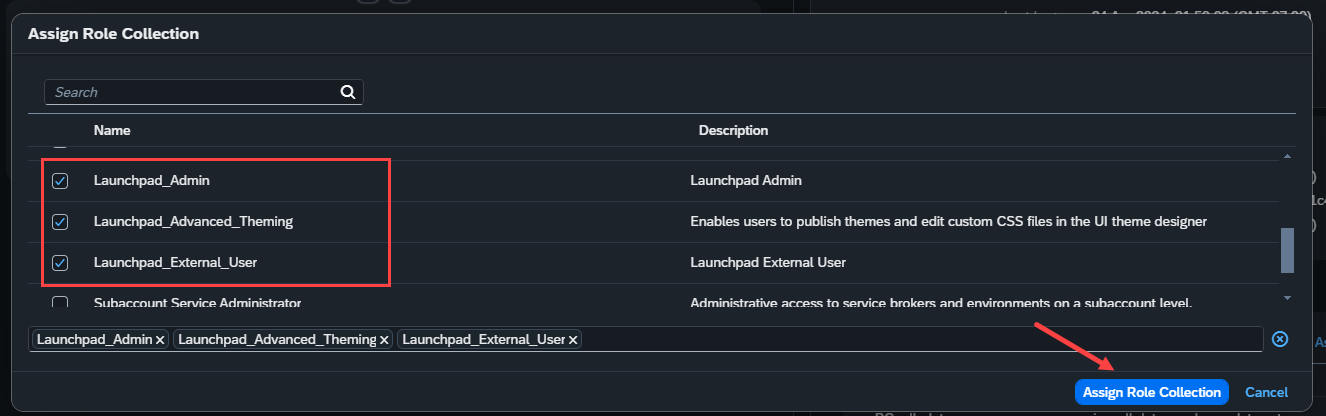 Assign Role Collection
Search
Name Description
Launchpad_Admin Launchpad Admin
Launchpad_Advanced_Theming Enables users to publish themes and edit custom CSS files in the UI theme designer
Launchpad_External_User Launchpad External User
Subaccount Service Administrator Administrative access to service brokers and environments on a subaccount level.
Launchpad_Admin Launchpad_Advanced_Theming Launchpad_External_User
Assign Role Collection Cancel